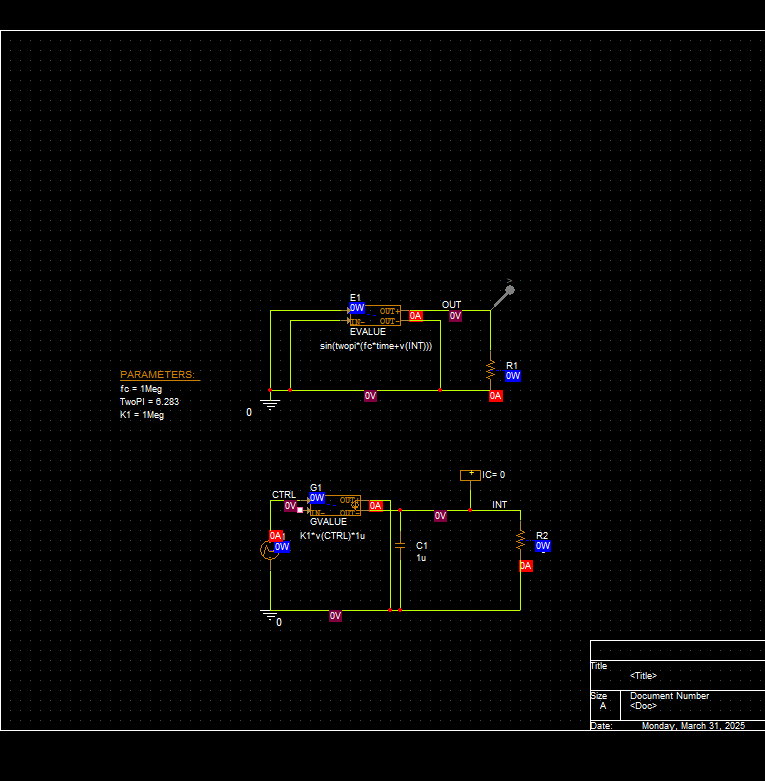 E1
0W
OUT+
OUT
IN-
OUT-
0A
0V
EVALUE
sin(twopi*(fc*time+v(INT)))
R1
0W
PARAMETERS:
fc = 1Meg
TwoPI = 6.283
K1 = 1Meg
0V
0A
0
IC= 0
+
G1
CTRL
0W
OUT+
0V
0A
INT
IN-
OUT-
0V
GVALUE
K1*v(CTRL)*1u
0A
0W
C1
1u
R2
0W
0A
0V
0
Title
<Title>
Size
Document Number
A
<Doc>
Date:
Monday, March 31, 2025